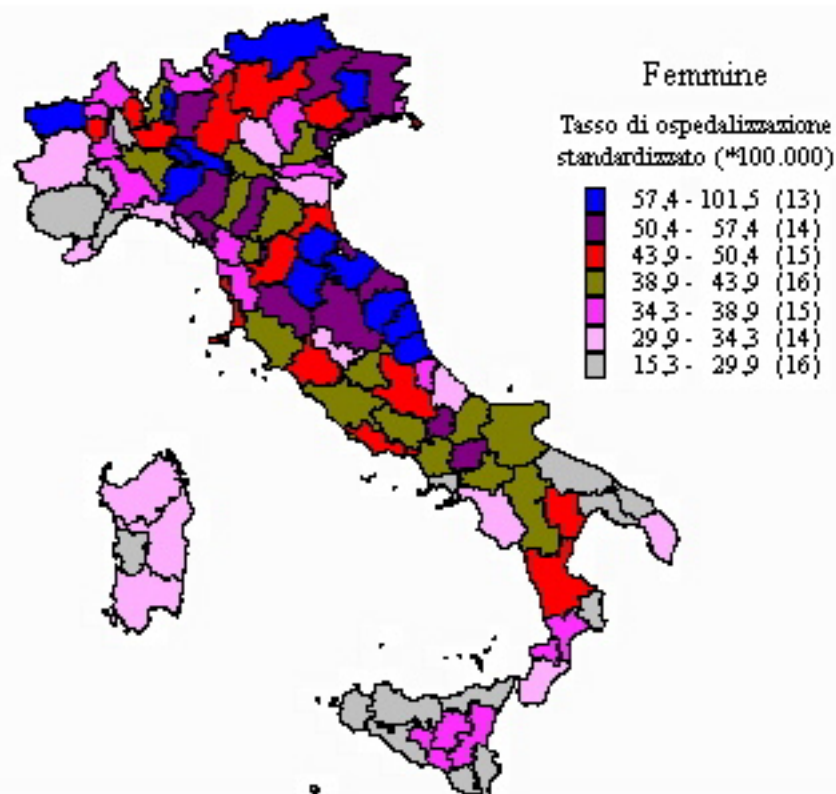 Femmine
Tasso di ospedalizzazione
standardizzato (*100.000)
57,4 - 101,5 (13)
50,4 - 57,4 (14)
43,9 - 50,4 (15)
38,9 - 43,9 (16)
34,3 - 38,9 (15)
29,9 - 34,3 (14)
15,3 - 29,9 (16)